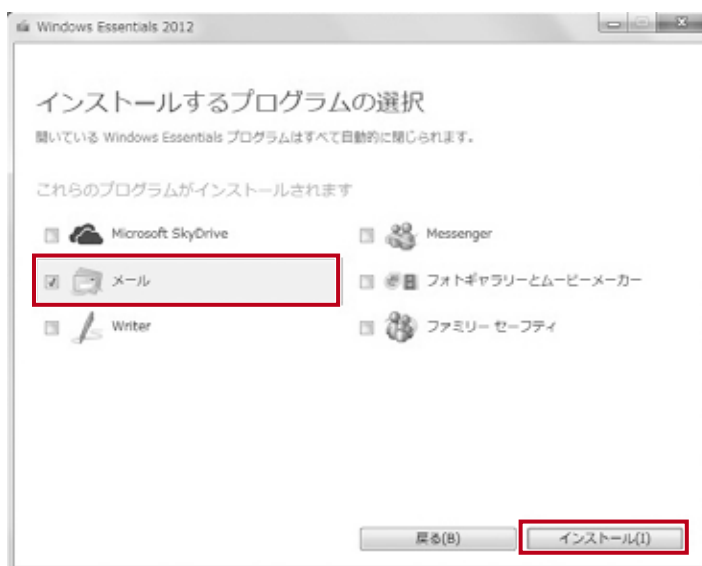 Windows Essentials 2012
インストールするプログラムの選択
開いている Windows Essentials プログラムはすべて自動的に閉じられます。
これらのプログラムがインストールされます
Microsoft SkyDrive
Messenger
メール
フォトギャラリーとムービーメーカー
Writer
ファミリー セーフティ
戻る(B)
インストール(I)